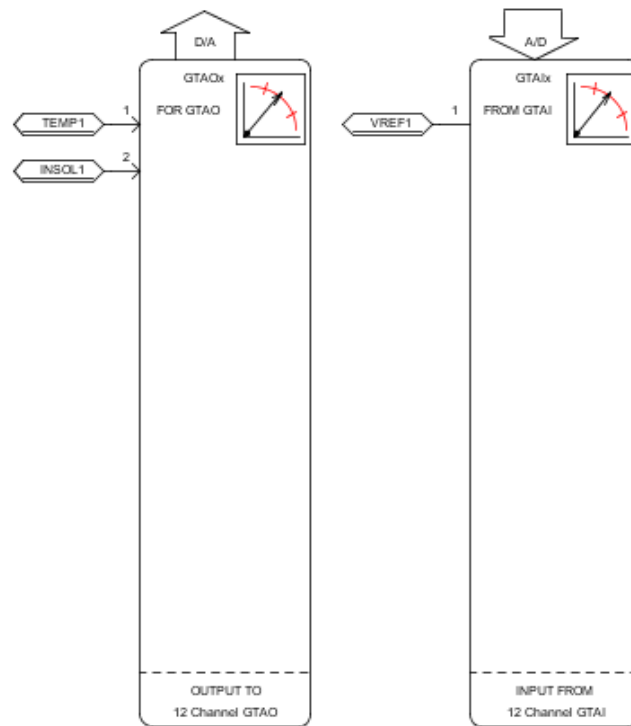 D/A
GTAOx
FOR GTAO
1
TEMP1
2
INSOL1
OUTPUT TO
12 Channel GTAO
A/D
GTAIx
FROM GTAI
1
VREF1
INPUT FROM
12 Channel GTAI